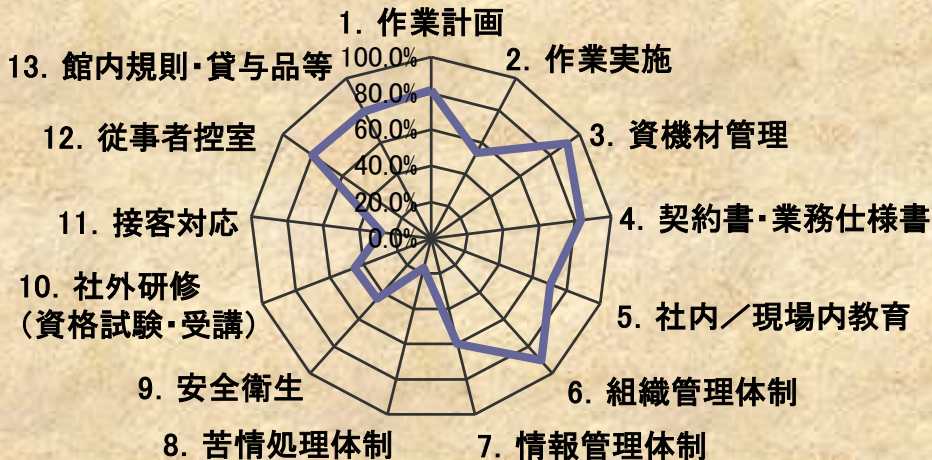 1. 作業計画
2. 作業実施
3. 資機材管理
4. 契約書・業務仕様書
5. 社内／現場内教育
6. 組織管理体制
7. 情報管理体制
8. 苦情処理体制
9. 安全衛生
10. 社外研修
（資格試験・受講）
11. 接客対応
12. 従事者控室
13. 館内規則・貸与品等
100.0%
80.0%
60.0%
40.0%
20.0%
0.0%